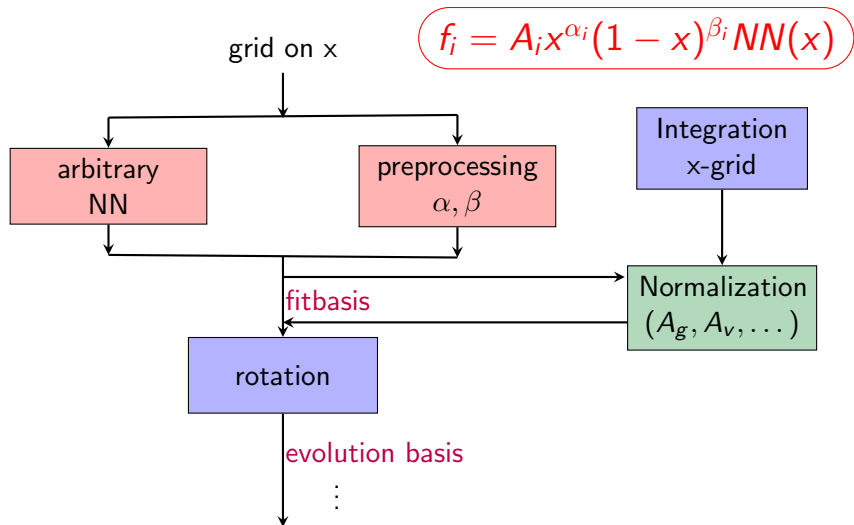 grid on x
f_i = A_i x^{α_i}(1 − x)^{β_i} NN(x)
arbitrary
NN
preprocessing
α, β
Integration
x-grid
fitbasis
Normalization
(A_g, A_v, . . . )
rotation
evolution basis
⋮